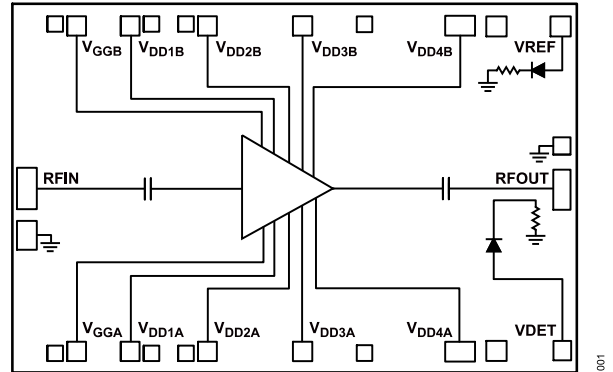 VGGB VDD1B VDD2B VDD3B VDD4B VREF
RFIN RFOUT
VGGA VDD1A VDD2A VDD3A VDD4A VDET
001